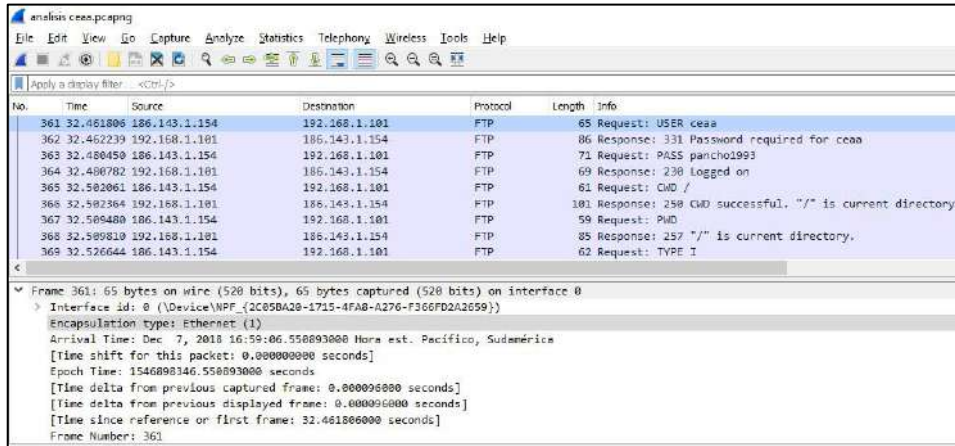 analisis ceaa.pcapng
File Edit View Go Capture Analyze Statistics Telephony Wireless Tools Help
Apply a display filter ... <Ctrl-/>
No. Time Source Destination Protocol Length Info
361 32.461806 186.143.1.154 192.168.1.101 FTP 65 Request: USER ceaa
362 32.462239 192.168.1.101 186.143.1.154 FTP 86 Response: 331 Password required for ceaa
363 32.480450 186.143.1.154 192.168.1.101 FTP 71 Request: PASS pancho1993
364 32.480782 192.168.1.101 186.143.1.154 FTP 69 Response: 230 Logged on
365 32.502061 186.143.1.154 192.168.1.101 FTP 61 Request: CWD /
366 32.502364 192.168.1.101 186.143.1.154 FTP 101 Response: 250 CWD successful. "/" is current directory
367 32.509480 186.143.1.154 192.168.1.101 FTP 59 Request: PWD
368 32.509810 192.168.1.101 186.143.1.154 FTP 85 Response: 257 "/" is current directory.
369 32.526644 186.143.1.154 192.168.1.101 FTP 62 Request: TYPE I
Frame 361: 65 bytes on wire (520 bits), 65 bytes captured (520 bits) on interface 0
Interface id: 0 (\Device\NPF_{2C05BA20-1715-4FA8-A276-F366FD2A2659})
Encapsulation type: Ethernet (1)
Arrival Time: Dec 7, 2018 16:59:06.550893000 Hora est. Pacífico, Sudamérica
[Time shift for this packet: 0.000000000 seconds]
Epoch Time: 1546898346.550893000 seconds
[Time delta from previous captured frame: 0.000096000 seconds]
[Time delta from previous displayed frame: 0.000096000 seconds]
[Time since reference or first frame: 32.461806000 seconds]
Frame Number: 361